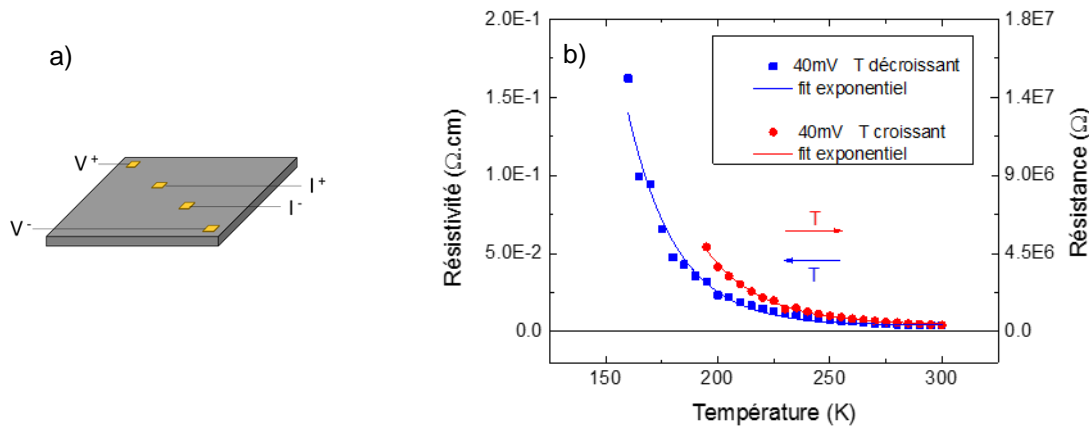 a)
V+
I+
I-
V-
b)
2.0E-1
1.5E-1
1.0E-1
5.0E-2
0.0
Résistivité (Ω.cm)
40mV T décroissant
fit exponentiel
40mV T croissant
fit exponentiel
T
T
1.8E7
1.4E7
9.0E6
4.5E6
0.0
Résistance (Ω)
150 200 250 300
Température (K)